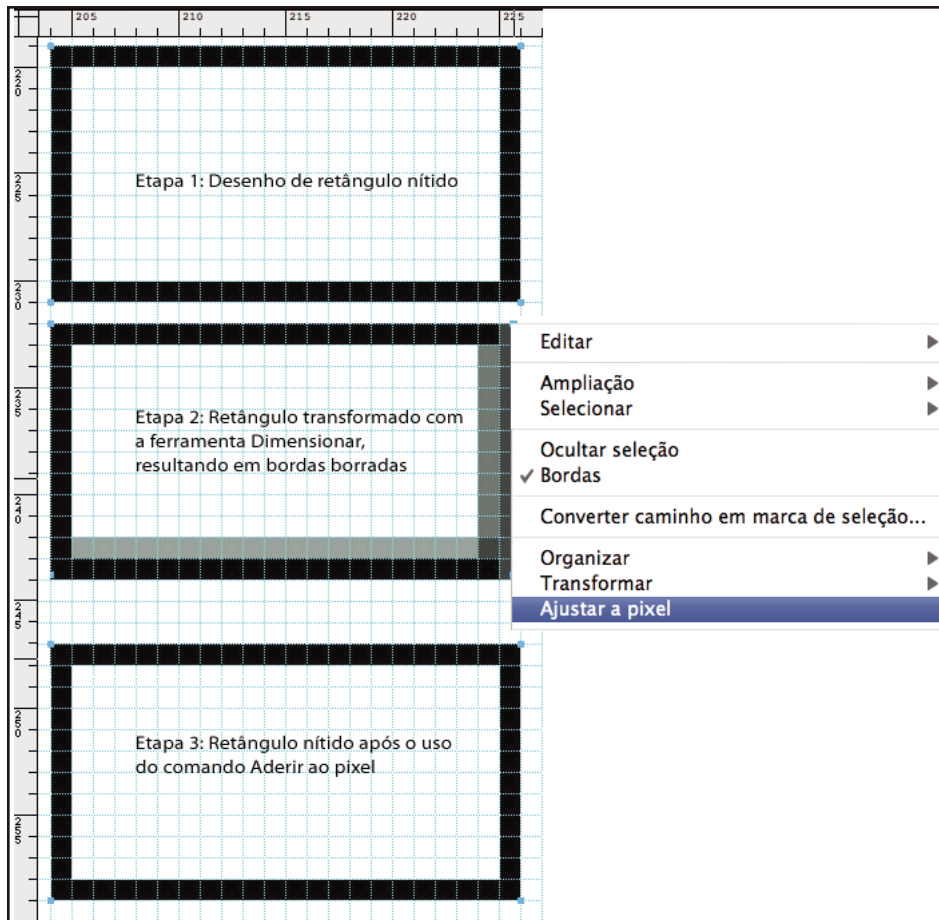 205 210 215 220 225
220
225
Etapa 1: Desenho de retângulo nítido
230
235
Etapa 2: Retângulo transformado com
a ferramenta Dimensionar,
resultando em bordas borradas
240
245
Editar
Ampliação
Selecionar
Ocultar seleção
✓ Bordas
Converter caminho em marca de seleção...
Organizar
Transformar
Ajustar a pixel
250
Etapa 3: Retângulo nítido após o uso
do comando Aderir ao pixel
255